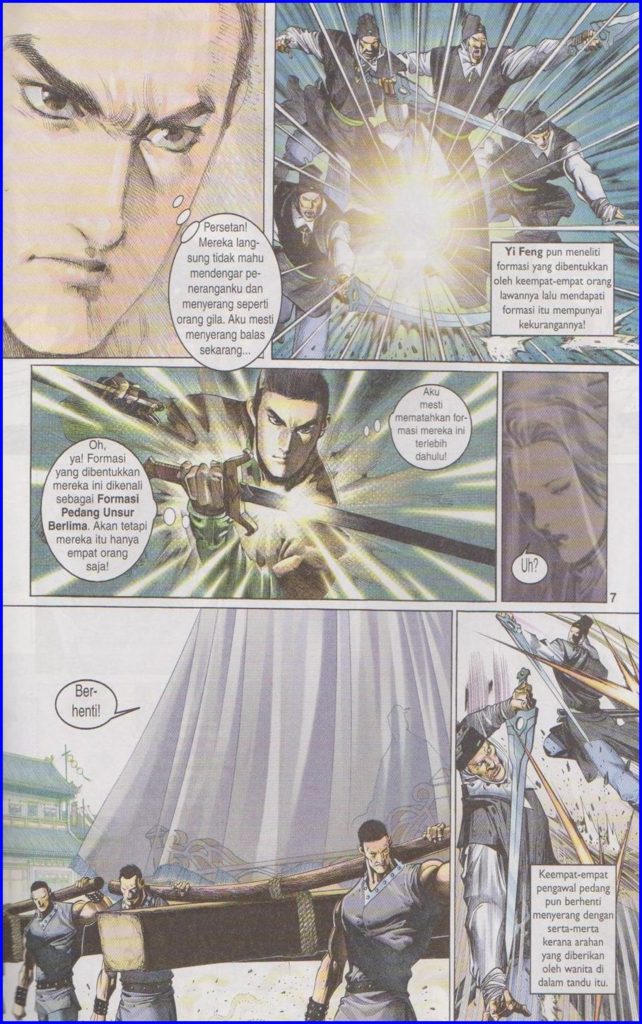 Persetan!
Mereka lang-
sung tidak mahu
mendengar pe-
neranganku dan
menyerang seperti
orang gila. Aku mesti
menyerang balas
sekarang...
Yi Feng pun meneliti
formasi yang dibentukkan
oleh keempat-empat orang
lawannya lalu mendapati
formasi itu mempunyai
kekurangannya!
Oh,
ya! Formasi
yang dibentukkan
mereka ini dikenali
sebagai Formasi
Pedang Unsur
Berlima. Akan tetapi
mereka itu hanya
empat orang
saja!
Aku
mesti
mematahkan for-
masi mereka ini
terlebih
dahulu!
Uh?
7
Ber-
henti!
Keempat-empat
pengawal pedang
pun berhenti
menyerang dengan
serta-merta
kerana arahan
yang diberikan
oleh wanita di
dalam tandu itu.